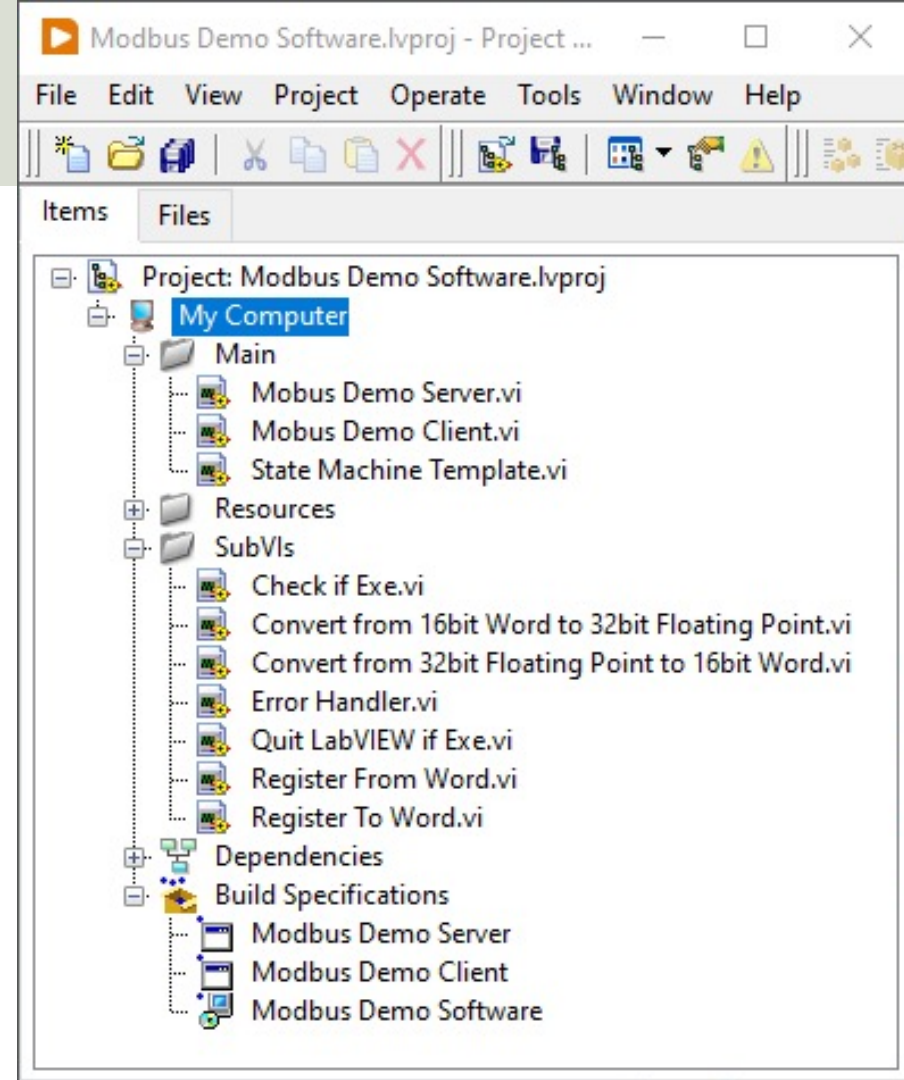 Modbus Demo Software.lvproj - Project ...
File Edit View Project Operate Tools Window Help
Items Files
Project: Modbus Demo Software.lvproj
My Computer
Main
Mobus Demo Server.vi
Mobus Demo Client.vi
State Machine Template.vi
Resources
SubVIs
Check if Exe.vi
Convert from 16bit Word to 32bit Floating Point.vi
Convert from 32bit Floating Point to 16bit Word.vi
Error Handler.vi
Quit LabVIEW if Exe.vi
Register From Word.vi
Register To Word.vi
Dependencies
Build Specifications
Modbus Demo Server
Modbus Demo Client
Modbus Demo Software